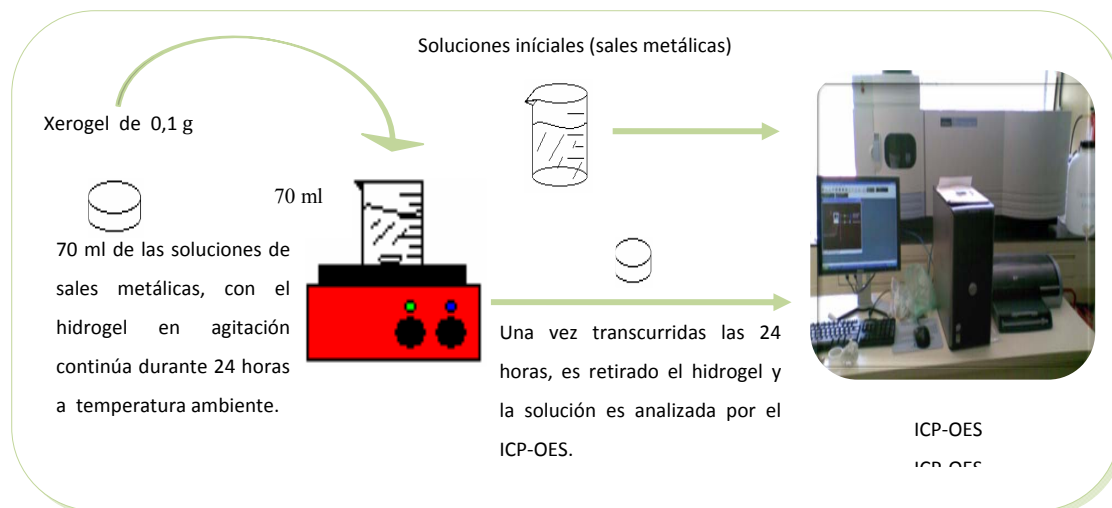 Soluciones iníciales (sales metálicas)
Xerogel de 0,1 g
70 ml
70 ml de las soluciones de
sales metálicas, con el
hidrogel en agitación
continúa durante 24 horas
a temperatura ambiente.
Una vez transcurridas las 24
horas, es retirado el hidrogel y
la solución es analizada por el
ICP-OES.
ICP-OES
ICP-OES